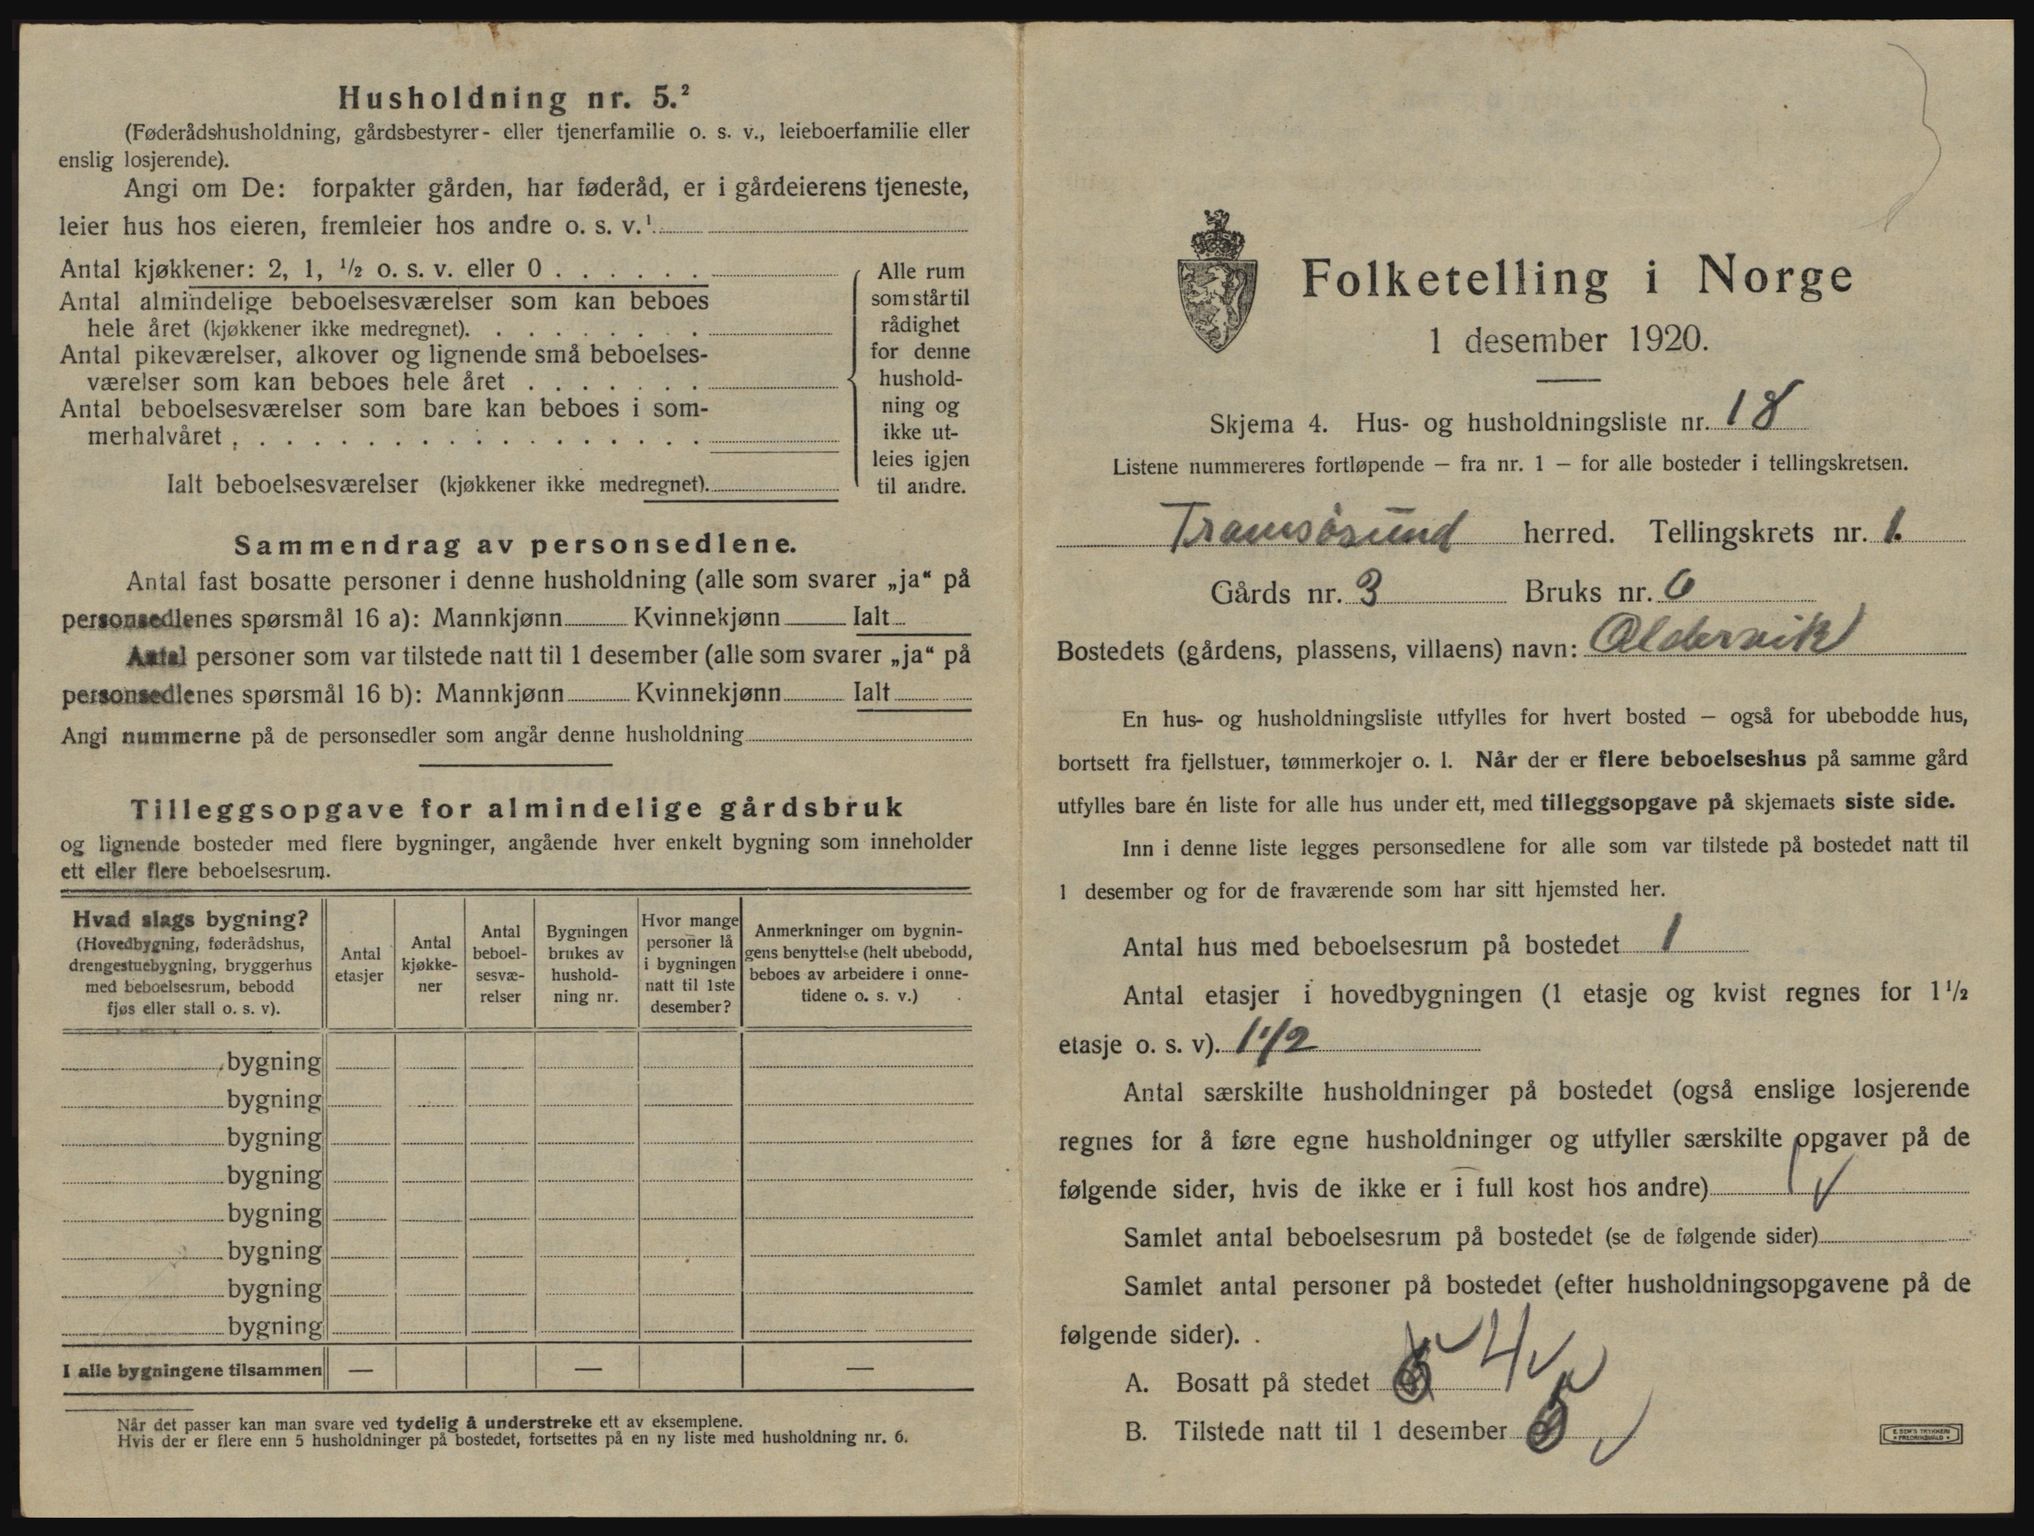 Husholdning nr. 5.²
(Føderådshusholdning, gårdsbestyrer- eller tjenerfamilie o. s. v., leieboerfamilie eller
enslig losjerende).
Angi om De: forpakter gården, har føderåd, er i gårdeierens tjeneste,
leier hus hos eieren, fremleier hos andre o. s. v.¹
Antal kjøkkener: 2, 1, ½ o. s. v. eller 0 . . . . . .
Antal almindelige beboelsesværelser som kan beboes
hele året (kjøkkener ikke medregnet). . . . . . . . .
Antal pikeværelser, alkover og lignende små beboelses-
værelser som kan beboes hele året . . . . . . .
Antal beboelsesværelser som bare kan beboes i som-
merhalvåret . . . . . . . . . . . . . . . . . .
Ialt beboelsesværelser (kjøkkener ikke medregnet).
Alle rum
som står til
rådighet
for denne
hushold-
ning og
ikke ut-
leies igjen
til andre.
Sammendrag av personsedlene.
Antal fast bosatte personer i denne husholdning (alle som svarer „ja“ på
personsedlenes spørsmål 16 a): Mannkjønn Kvinnekjønn Ialt
Antal personer som var tilstede natt til 1 desember (alle som svarer „ja“ på
personsedlenes spørsmål 16 b): Mannkjønn Kvinnekjønn Ialt
Angi nummerne på de personsedler som angår denne husholdning
Tilleggsopgave for almindelige gårdsbruk
og lignende bosteder med flere bygninger, angående hver enkelt bygning som inneholder
ett eller flere beboelsesrum.
Hvad slags bygning?
(Hovedbygning, føderådshus,
drengestuebygning, bryggerhus
med beboelsesrum, bebodd
fjøs eller stall o. s. v).
Antal
etasjer
Antal
kjøkke-
ner
Antal
beboel-
sesvæ-
relser
Bygningen
brukes av
hushold-
ning nr.
Hvor mange
personer lå
i bygningen
natt til 1ste
desember?
Anmerkninger om bygnin-
gens benyttelse (helt ubebodd,
beboes av arbeidere i onne-
tidene o. s. v.)
bygning
bygning
bygning
bygning
bygning
bygning
bygning
bygning
I alle bygningene tilsammen — — —
Når det passer kan man svare ved tydelig å understreke ett av eksemplene.
Hvis der er flere enn 5 husholdninger på bostedet, fortsettes på en ny liste med husholdning nr. 6.
Folketelling i Norge
1 desember 1920.
Skjema 4. Hus- og husholdningsliste nr. 18
Listene nummereres fortløpende – fra nr. 1 – for alle bosteder i tellingskretsen.
Tromsøsund herred. Tellingskrets nr. 1.
Gårds nr. 3 Bruks nr. 6
Bostedets (gårdens, plassens, villaens) navn: Oldervik
En hus- og husholdningsliste utfylles for hvert bosted – også for ubebodde hus,
bortsett fra fjellstuer, tømmerkojer o. l. Når der er flere beboelseshus på samme gård
utfylles bare én liste for alle hus under ett, med tilleggsopgave på skjemaets siste side.
Inn i denne liste legges personsedlene for alle som var tilstede på bostedet natt til
1 desember og for de fraværende som har sitt hjemsted her.
Antal hus med beboelsesrum på bostedet 1
Antal etasjer i hovedbygningen (1 etasje og kvist regnes for 1½
etasje o. s. v). 1 1/2
Antal særskilte husholdninger på bostedet (også enslige losjerende
regnes for å føre egne husholdninger og utfyller særskilte opgaver på de
følgende sider, hvis de ikke er i full kost hos andre) 1
Samlet antal beboelsesrum på bostedet (se de følgende sider)
Samlet antal personer på bostedet (efter husholdningsopgavene på de
følgende sider). .
A. Bosatt på stedet 4
B. Tilstede natt til 1 desember 5
E. SEM'S TRYKKERI
FREDRIKSHALD